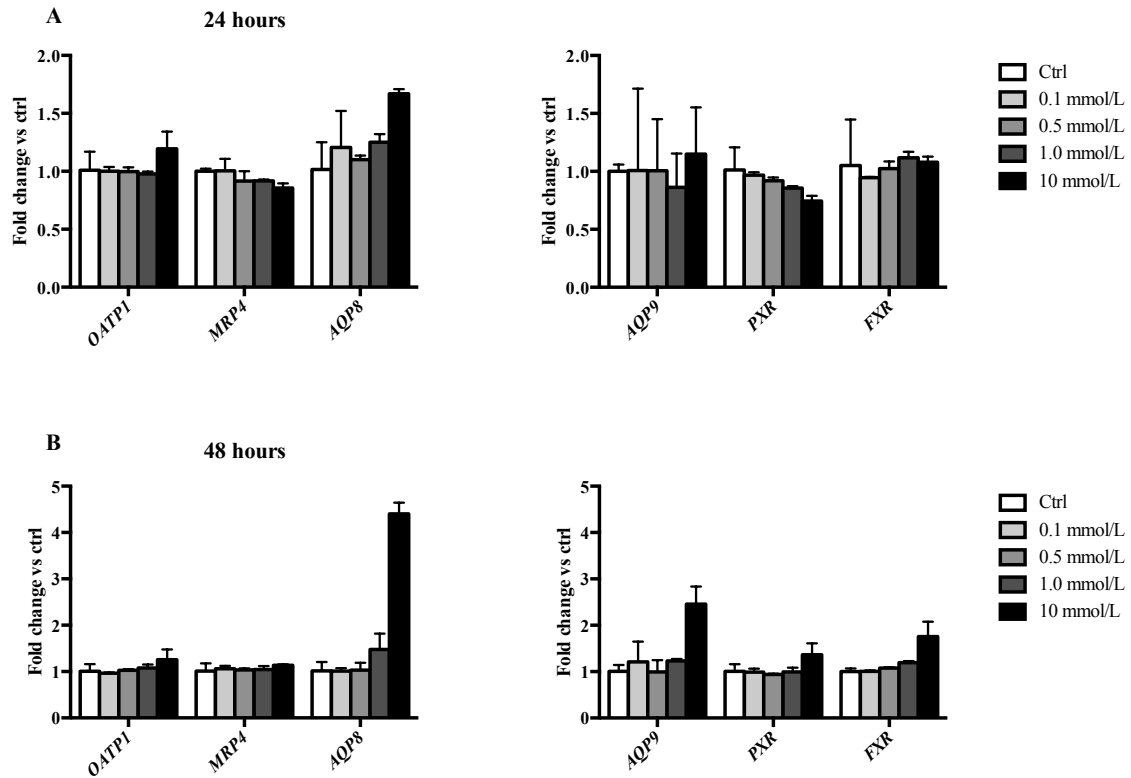 A
24 hours
Fold change vs ctrl
2.0
1.5
1.0
0.5
0.0
OATP1
MRP4
AQP8
Fold change vs ctrl
2.0
1.5
1.0
0.5
0.0
AQP9
PXR
FXR
Ctrl
0.1 mmol/L
0.5 mmol/L
1.0 mmol/L
10 mmol/L
B
48 hours
Fold change vs ctrl
5
4
3
2
1
0
OATP1
MRP4
AQP8
Fold change vs ctrl
5
4
3
2
1
0
AQP9
PXR
FXR
Ctrl
0.1 mmol/L
0.5 mmol/L
1.0 mmol/L
10 mmol/L